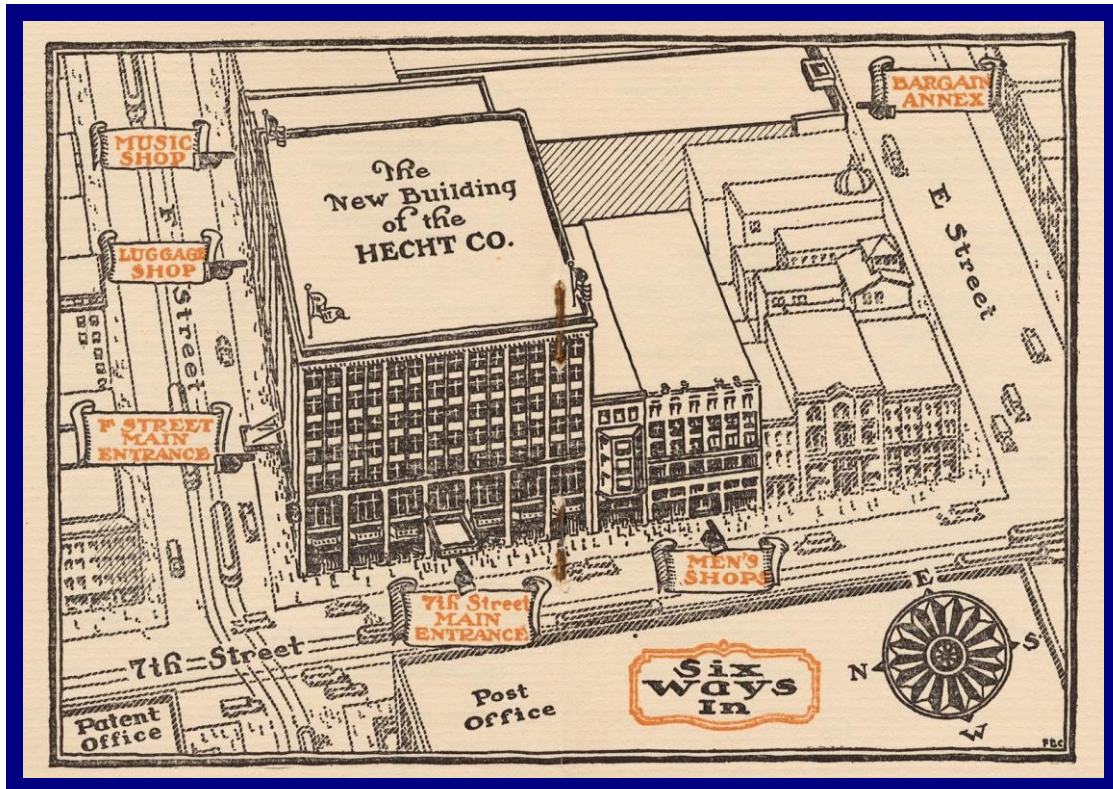 BARGAIN
ANNEX
MUSIC
SHOP
The
New Building
of the
HECHT CO.
F
Street
E Street
LUGGAGE
SHOP
F STREET
MAIN
ENTRANCE
MEN'S
SHOPS
7th Street
MAIN
ENTRANCE
7th=Street
Patent
Office
Post
Office
Six
Ways
In
E
N
S
W